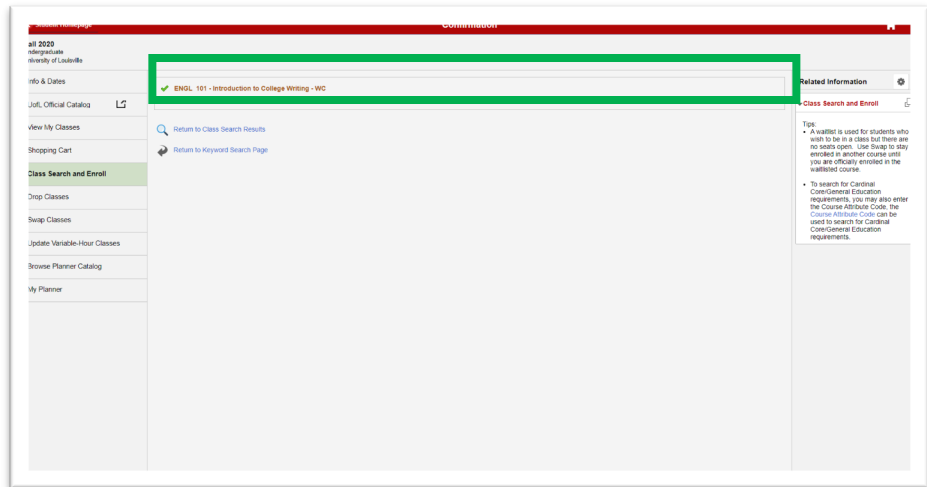 Student Homepage
Confirmation
all 2020
ndergraduate
niversity of Louisville
nfo & Dates
UofL Official Catalog
View My Classes
Shopping Cart
Class Search and Enroll
Drop Classes
Swap Classes
Update Variable-Hour Classes
Browse Planner Catalog
My Planner
ENGL 101 - Introduction to College Writing - WC
Return to Class Search Results
Return to Keyword Search Page
Related Information
Class Search and Enroll
Tips:
• A waitlist is used for students who
wish to be in a class but there are
no seats open. Use Swap to stay
enrolled in another course until
you are officially enrolled in the
waitlisted course.
• To search for Cardinal
Core/General Education
requirements, you may also enter
the Course Attribute Code, the
Course Attribute Code can be
used to search for Cardinal
Core/General Education
requirements.